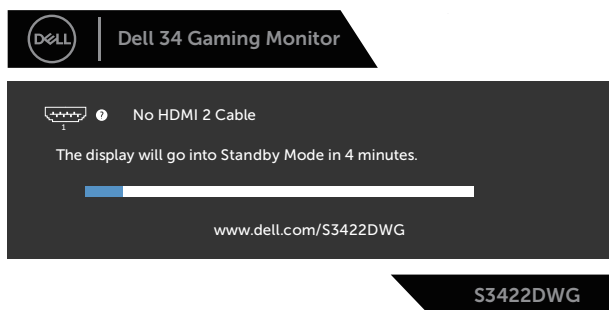 DELL
Dell 34 Gaming Monitor
? No HDMI 2 Cable
1
The display will go into Standby Mode in 4 minutes.
www.dell.com/S3422DWG
S3422DWG